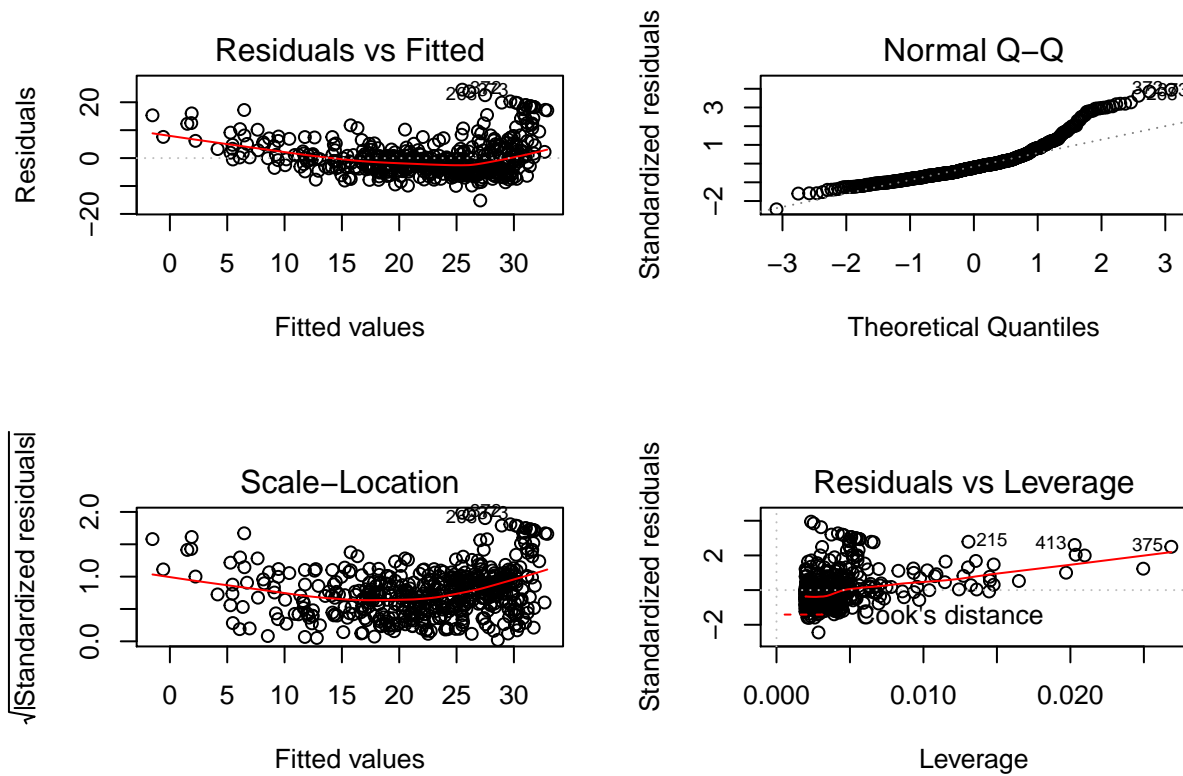 Residuals vs Fitted
Residuals
20
0
−20
0 5 10 15 20 25 30
Fitted values
Normal Q−Q
Standardized residuals
3
1
−2
−3 −2 −1 0 1 2 3
Theoretical Quantiles
Scale−Location
√|Standardized residuals|
2.0
1.0
0.0
0 5 10 15 20 25 30
Fitted values
Residuals vs Leverage
Standardized residuals
2
−2
215
413
375
Cook's distance
0.000 0.010 0.020
Leverage